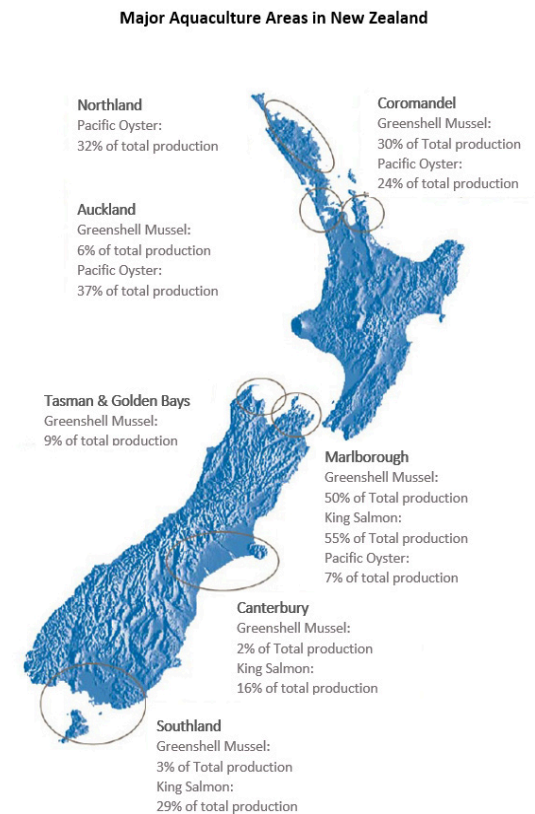 Major Aquaculture Areas in New Zealand
Northland
Pacific Oyster:
32% of total production
Coromandel
Greenshell Mussel:
30% of Total production
Pacific Oyster:
24% of total production
Auckland
Greenshell Mussel:
6% of total production
Pacific Oyster:
37% of total production
Tasman & Golden Bays
Greenshell Mussel:
9% of total production
Marlborough
Greenshell Mussel:
50% of Total production
King Salmon:
55% of Total production
Pacific Oyster:
7% of total production
Canterbury
Greenshell Mussel:
2% of Total production
King Salmon:
16% of total production
Southland
Greenshell Mussel:
3% of Total production
King Salmon:
29% of total production